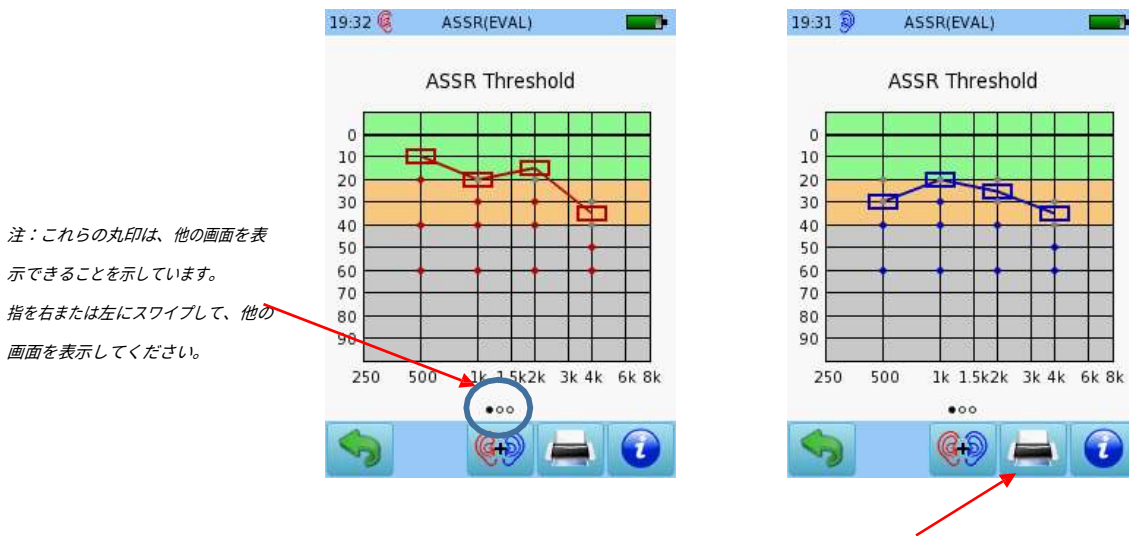 19:32 ASSR(EVAL)
ASSR Threshold
0
10
20
30
40
50
60
70
80
90
250 500 1k 1.5k2k 3k 4k 6k 8k
注：これらの丸印は、他の画面を表
示できることを示しています。
指を右または左にスワイプして、他の
画面を表示してください。
19:31 ASSR(EVAL)
ASSR Threshold
0
10
20
30
40
50
60
70
80
90
250 500 1k 1.5k2k 3k 4k 6k 8k